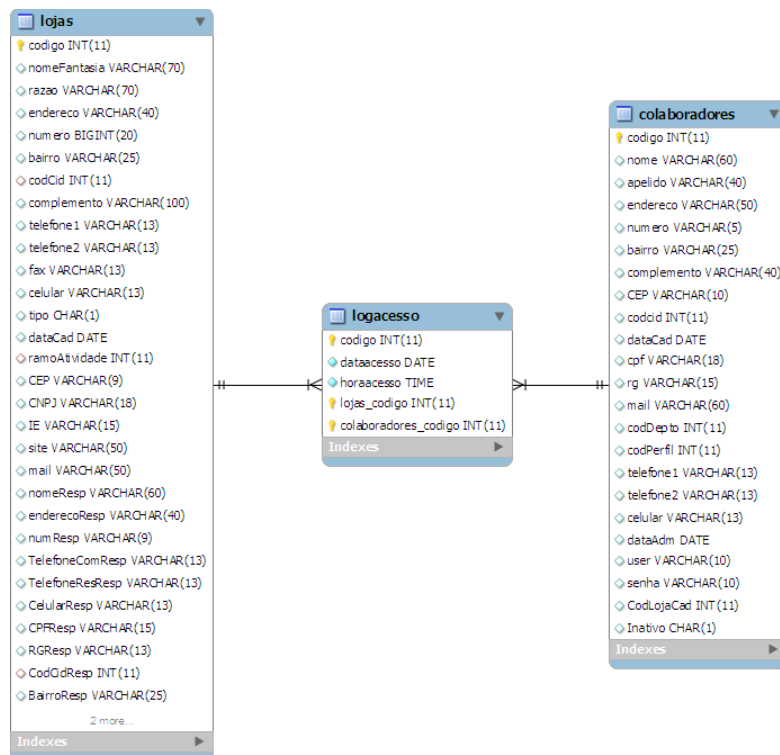 lojas
codigo INT(11)
nomeFantasia VARCHAR(70)
razao VARCHAR(70)
endereco VARCHAR(40)
numero BIGINT(20)
bairro VARCHAR(25)
codCid INT(11)
complemento VARCHAR(100)
telefone1 VARCHAR(13)
telefone2 VARCHAR(13)
fax VARCHAR(13)
celular VARCHAR(13)
tipo CHAR(1)
dataCad DATE
ramoAtividade INT(11)
CEP VARCHAR(9)
CNPJ VARCHAR(18)
IE VARCHAR(15)
site VARCHAR(50)
mail VARCHAR(50)
nomeResp VARCHAR(60)
enderecoResp VARCHAR(40)
numResp VARCHAR(9)
TelefoneComResp VARCHAR(13)
TelefoneResResp VARCHAR(13)
CelularResp VARCHAR(13)
CPFResp VARCHAR(15)
RGResp VARCHAR(13)
CodCidResp INT(11)
BairroResp VARCHAR(25)
2 more...
Indexes
logacesso
codigo INT(11)
dataacesso DATE
horaacesso TIME
lojas_codigo INT(11)
colaboradores_codigo INT(11)
Indexes
colaboradores
codigo INT(11)
nome VARCHAR(60)
apelido VARCHAR(40)
endereco VARCHAR(50)
numero VARCHAR(5)
bairro VARCHAR(25)
complemento VARCHAR(40)
CEP VARCHAR(10)
codcid INT(11)
dataCad DATE
cpf VARCHAR(18)
rg VARCHAR(15)
mail VARCHAR(60)
codDepto INT(11)
codPerfil INT(11)
telefone1 VARCHAR(13)
telefone2 VARCHAR(13)
celular VARCHAR(13)
dataAdm DATE
user VARCHAR(10)
senha VARCHAR(10)
CodLojaCad INT(11)
Inativo CHAR(1)
Indexes